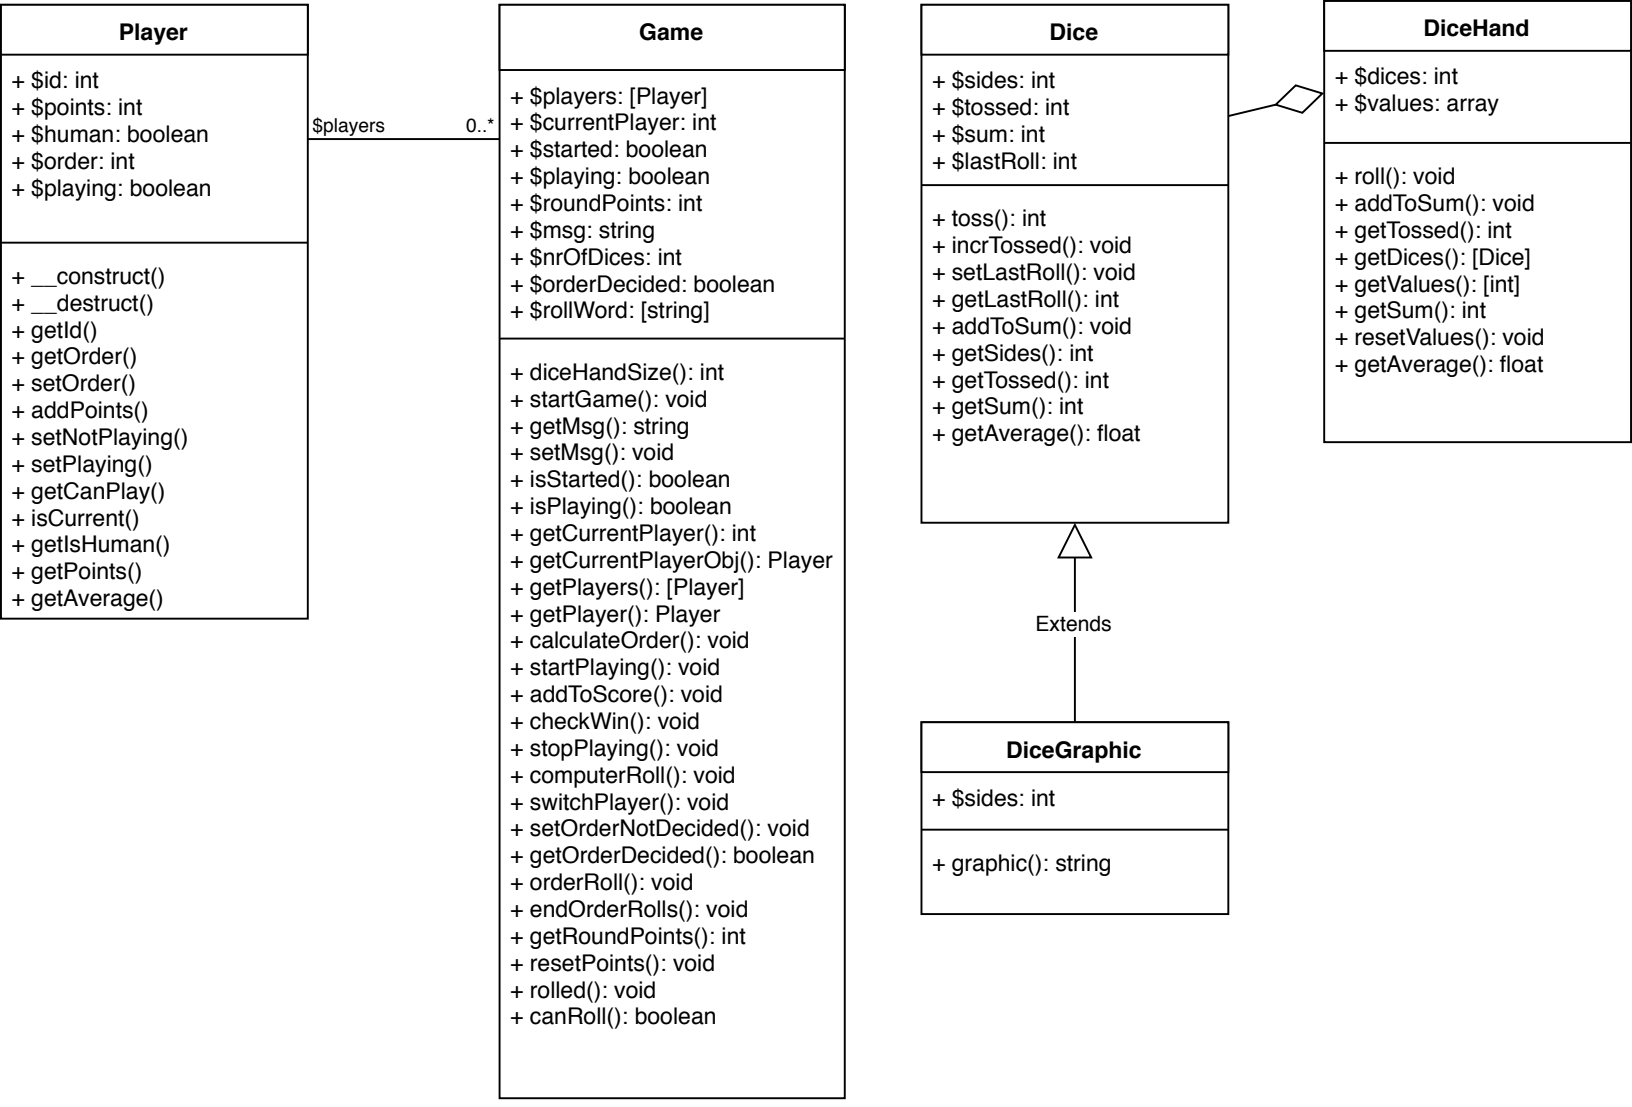 Player
+ $id: int
+ $points: int
+ $human: boolean
+ $order: int
+ $playing: boolean
+ __construct()
+ __destruct()
+ getId()
+ getOrder()
+ setOrder()
+ addPoints()
+ setNotPlaying()
+ setPlaying()
+ getCanPlay()
+ isCurrent()
+ getIsHuman()
+ getPoints()
+ getAverage()
$players
0..*
Game
+ $players: [Player]
+ $currentPlayer: int
+ $started: boolean
+ $playing: boolean
+ $roundPoints: int
+ $msg: string
+ $nrOfDices: int
+ $orderDecided: boolean
+ $rollWord: [string]
+ diceHandSize(): int
+ startGame(): void
+ getMsg(): string
+ setMsg(): void
+ isStarted(): boolean
+ isPlaying(): boolean
+ getCurrentPlayer(): int
+ getCurrentPlayerObj(): Player
+ getPlayers(): [Player]
+ getPlayer(): Player
+ calculateOrder(): void
+ startPlaying(): void
+ addToScore(): void
+ checkWin(): void
+ stopPlaying(): void
+ computerRoll(): void
+ switchPlayer(): void
+ setOrderNotDecided(): void
+ getOrderDecided(): boolean
+ orderRoll(): void
+ endOrderRolls(): void
+ getRoundPoints(): int
+ resetPoints(): void
+ rolled(): void
+ canRoll(): boolean
Dice
+ $sides: int
+ $tossed: int
+ $sum: int
+ $lastRoll: int
+ toss(): int
+ incrTossed(): void
+ setLastRoll(): void
+ getLastRoll(): int
+ addToSum(): void
+ getSides(): int
+ getTossed(): int
+ getSum(): int
+ getAverage(): float
Extends
DiceGraphic
+ $sides: int
+ graphic(): string
DiceHand
+ $dices: int
+ $values: array
+ roll(): void
+ addToSum(): void
+ getTossed(): int
+ getDices(): [Dice]
+ getValues(): [int]
+ getSum(): int
+ resetValues(): void
+ getAverage(): float